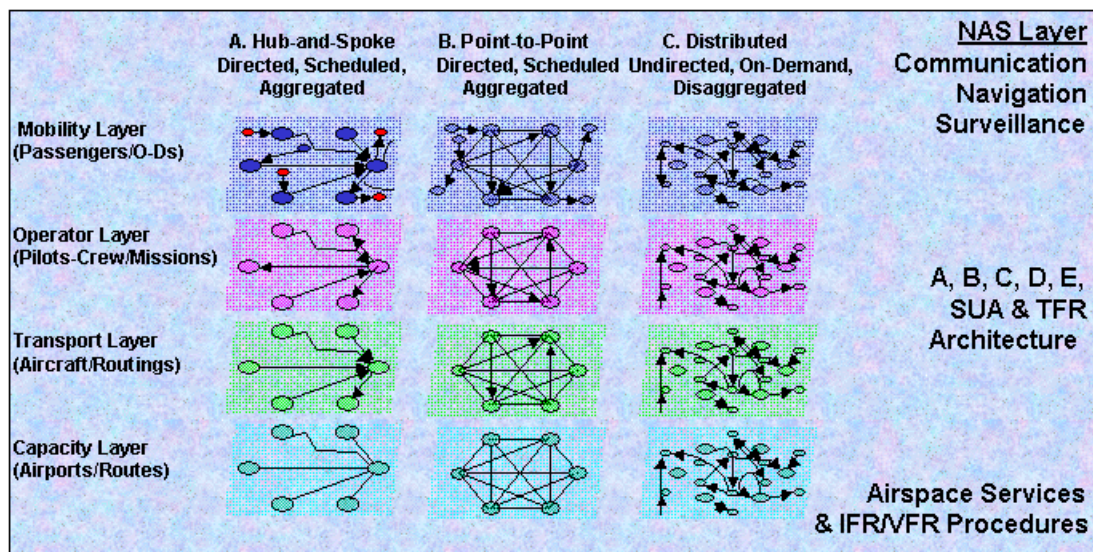 A. Hub-and-Spoke
Directed, Scheduled,
Aggregated
B. Point-to-Point
Directed, Scheduled
Aggregated
C. Distributed
Undirected, On-Demand,
Disaggregated
NAS Layer
Communication
Navigation
Surveillance
Mobility Layer
(Passengers/O-Ds)
Operator Layer
(Pilots-Crew/Missions)
A, B, C, D, E,
SUA & TFR
Architecture
Transport Layer
(Aircraft/Routings)
Capacity Layer
(Airports/Routes)
Airspace Services
& IFR/VFR Procedures